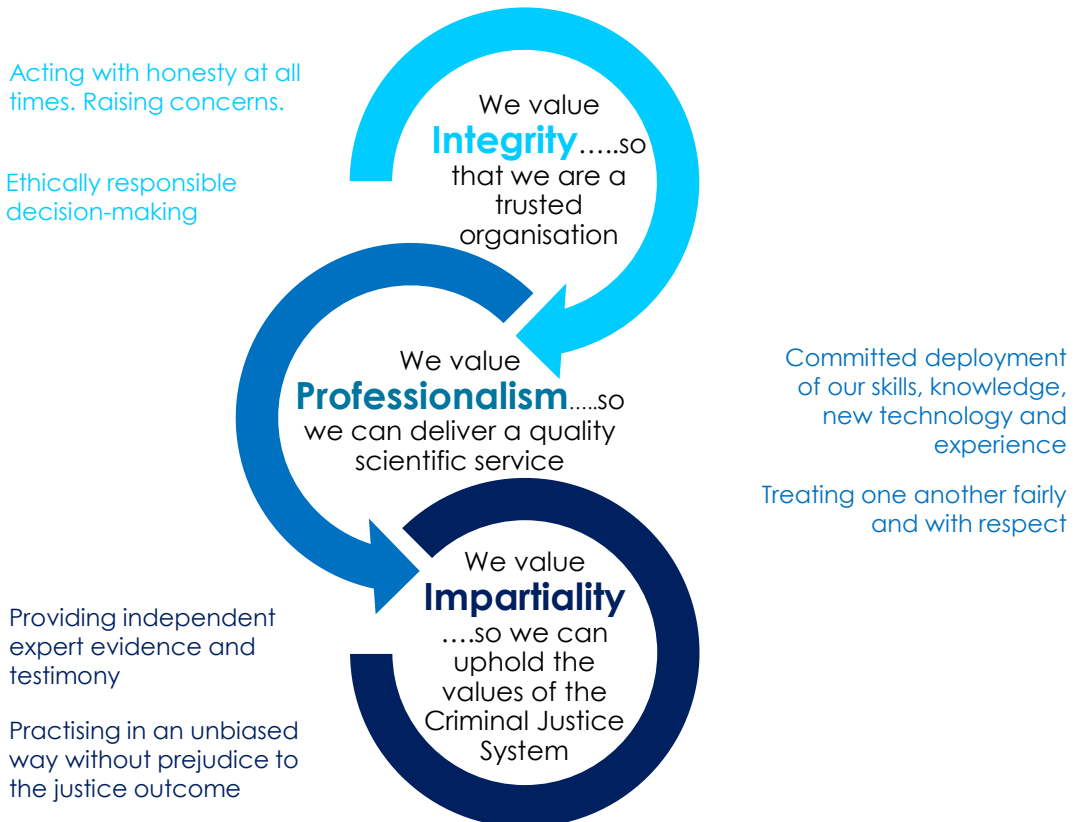 Acting with honesty at all
times. Raising concerns.
Ethically responsible
decision-making
We value
Integrity.....so
that we are a
trusted
organisation
We value
Professionalism.....so
we can deliver a quality
scientific service
Committed deployment
of our skills, knowledge,
new technology and
experience
Treating one another fairly
and with respect
We value
Impartiality
....so we can
uphold the
values of the
Criminal Justice
System
Providing independent
expert evidence and
testimony
Practising in an unbiased
way without prejudice to
the justice outcome